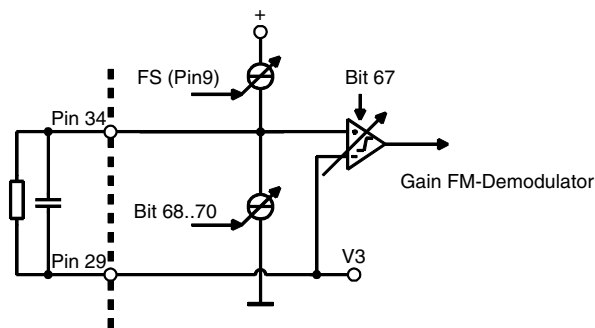 +
FS (Pin9)
Bit 67
Pin 34
+
-
Gain FM-Demodulator
Bit 68..70
Pin 29
V3